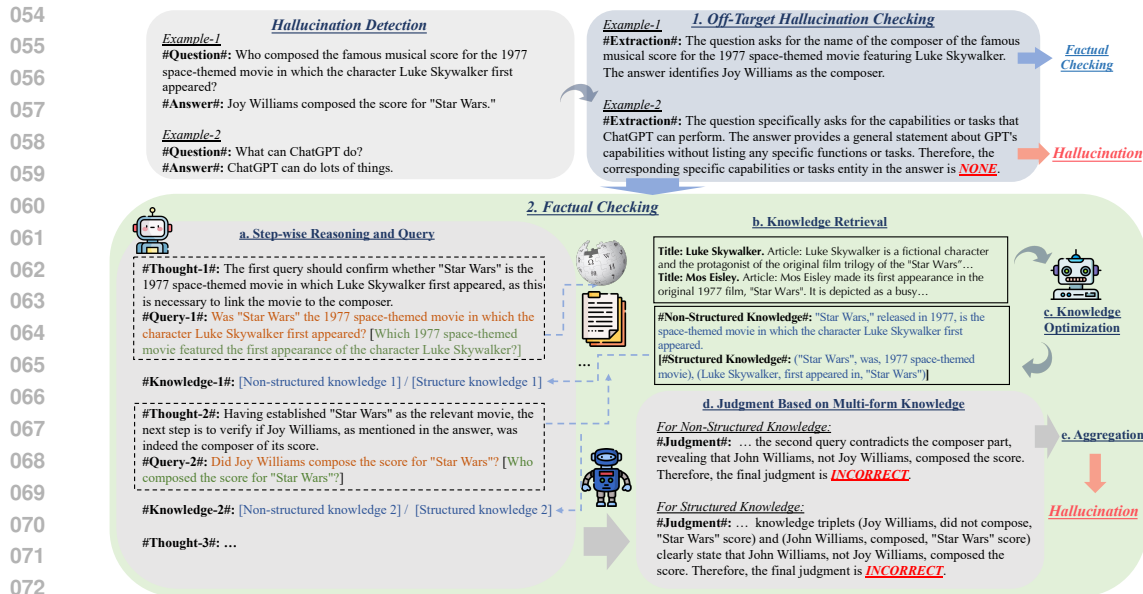 054
055
056
057
058
059
060
061
062
063
064
065
066
067
068
069
070
071
072
Hallucination Detection
Example-1
#Question#: Who composed the famous musical score for the 1977
space-themed movie in which the character Luke Skywalker first
appeared?
#Answer#: Joy Williams composed the score for "Star Wars."
Example-2
#Question#: What can ChatGPT do?
#Answer#: ChatGPT can do lots of things.
1. Off-Target Hallucination Checking
Example-1
#Extraction#: The question asks for the name of the composer of the famous
musical score for the 1977 space-themed movie featuring Luke Skywalker.
The answer identifies Joy Williams as the composer.
Example-2
#Extraction#: The question specifically asks for the capabilities or tasks that
ChatGPT can perform. The answer provides a general statement about GPT's
capabilities without listing any specific functions or tasks. Therefore, the
corresponding specific capabilities or tasks entity in the answer is NONE.
Factual
Checking
Hallucination
2. Factual Checking
a. Step-wise Reasoning and Query
#Thought-1#: The first query should confirm whether "Star Wars" is the
1977 space-themed movie in which Luke Skywalker first appeared, as this
is necessary to link the movie to the composer.
#Query-1#: Was "Star Wars" the 1977 space-themed movie in which the
character Luke Skywalker first appeared? [Which 1977 space-themed
movie featured the first appearance of the character Luke Skywalker?]
...
#Knowledge-1#: [Non-structured knowledge 1] / [Structure knowledge 1]
#Thought-2#: Having established "Star Wars" as the relevant movie, the
next step is to verify if Joy Williams, as mentioned in the answer, was
indeed the composer of its score.
#Query-2#: Did Joy Williams compose the score for "Star Wars"? [Who
composed the score for "Star Wars"?]
#Knowledge-2#: [Non-structured knowledge 2] / [Structured knowledge 2]
#Thought-3#: …
b. Knowledge Retrieval
Title: Luke Skywalker. Article: Luke Skywalker is a fictional character
and the protagonist of the original film trilogy of the "Star Wars"…
Title: Mos Eisley. Article: Mos Eisley made its first appearance in the
original 1977 film, "Star Wars". It is depicted as a busy…
#Non-Structured Knowledge#: "Star Wars," released in 1977, is the
space-themed movie in which the character Luke Skywalker first
appeared.
[#Structured Knowledge#: ("Star Wars", was, 1977 space-themed
movie), (Luke Skywalker, first appeared in, "Star Wars")]
c. Knowledge
Optimization
d. Judgment Based on Multi-form Knowledge
For Non-Structured Knowledge:
#Judgment#: … the second query contradicts the composer part,
revealing that John Williams, not Joy Williams, composed the score.
Therefore, the final judgment is INCORRECT.
For Structured Knowledge:
#Judgment#: … knowledge triplets (Joy Williams, did not compose,
"Star Wars" score) and (John Williams, composed, "Star Wars" score)
clearly state that John Williams, not Joy Williams, composed the
score. Therefore, the final judgment is INCORRECT.
e. Aggregation
Hallucination